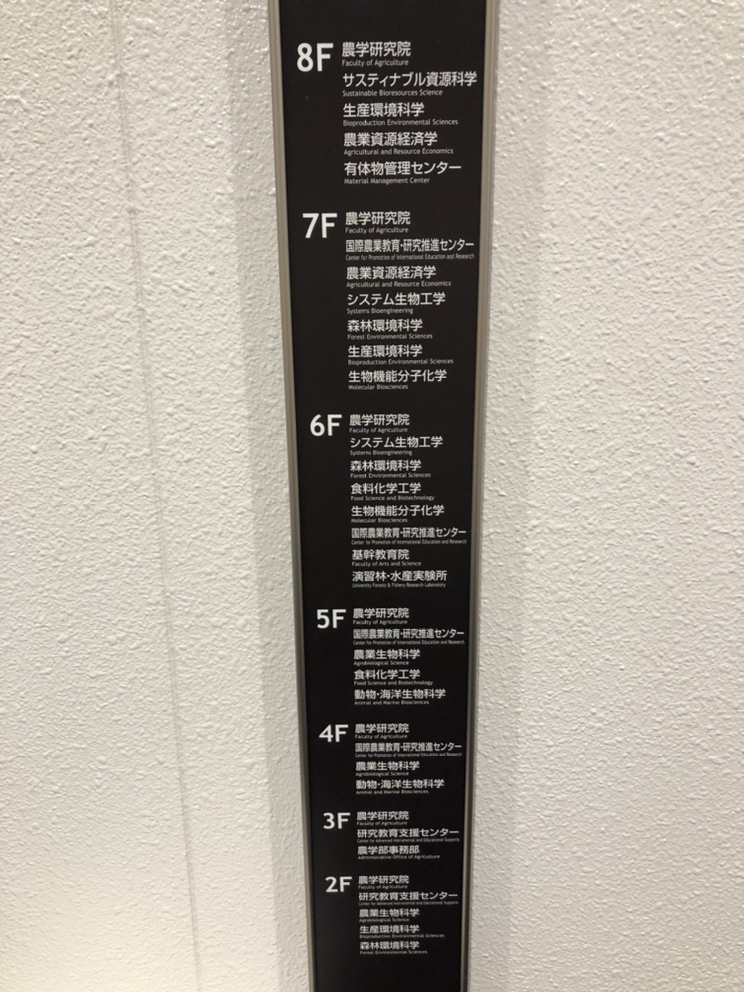 8F 農学研究院
Faculty of Agriculture
サスティナブル資源科学
Sustainable Bioresources Science
生産環境科学
Bioproduction Environmental Sciences
農業資源経済学
Agricultural and Resource Economics
有体物管理センター
Material Management Center
7F 農学研究院
Faculty of Agriculture
国際農業教育・研究推進センター
Center for Promotion of International Education and Research
農業資源経済学
Agricultural and Resource Economics
システム生物工学
Systems Bioengineering
森林環境科学
Forest Environmental Sciences
生産環境科学
Bioproduction Environmental Sciences
生物機能分子化学
Molecular Biosciences
6F 農学研究院
Faculty of Agriculture
システム生物工学
Systems Bioengineering
森林環境科学
Forest Environmental Sciences
食料化学工学
Food Science and Biotechnology
生物機能分子化学
Molecular Biosciences
国際農業教育・研究推進センター
Center for Promotion of International Education and Research
基幹教育院
Faculty of Arts and Science
演習林・水産実験所
University Forests & Fishery Research Laboratory
5F 農学研究院
Faculty of Agriculture
国際農業教育・研究推進センター
Center for Promotion of International Education and Research
農業生物科学
Agrobiological Science
食料化学工学
Food Science and Biotechnology
動物・海洋生物科学
Animal and Marine Biosciences
4F 農学研究院
Faculty of Agriculture
国際農業教育・研究推進センター
Center for Promotion of International Education and Research
農業生物科学
Agrobiological Science
動物・海洋生物科学
Animal and Marine Biosciences
3F 農学研究院
Faculty of Agriculture
研究教育支援センター
Center for Advanced Instrumental and Educational Supports
農学部事務部
Administrative Office of Agriculture
2F 農学研究院
Faculty of Agriculture
研究教育支援センター
Center for Advanced Instrumental and Educational Supports
農業生物科学
Agrobiological Science
生産環境科学
Bioproduction Environmental Sciences
森林環境科学
Forest Environmental Sciences